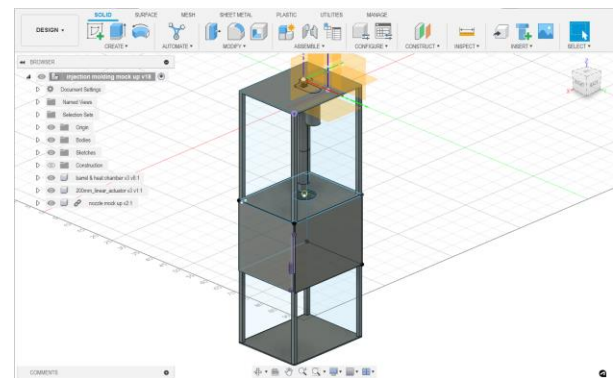 SOLID SURFACE MESH SHEET METAL PLASTIC UTILITIES MANAGE
DESIGN
CREATE AUTOMATE MODIFY ASSEMBLE CONFIGURE CONSTRUCT INSPECT INSERT SELECT
BROWSER
injection molding mock up v18
Document Settings
Named Views
Selection Sets
Origin
Bodies
Sketches
Construction
barrel & heat chamber v3 v8:1
200mm_linear_actuator v3 v1:1
nozzle mock up v2:1
COMMENTS